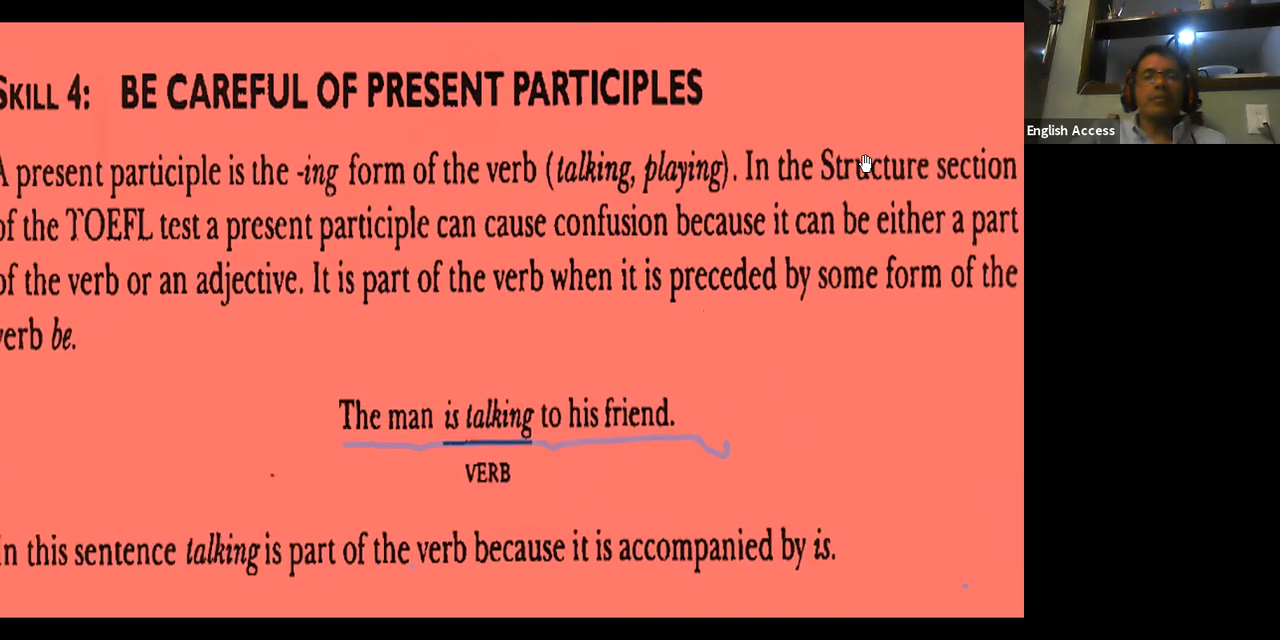 SKILL 4: BE CAREFUL OF PRESENT PARTICIPLES
A present participle is the -ing form of the verb (talking, playing). In the Structure section
of the TOEFL test a present participle can cause confusion because it can be either a part
of the verb or an adjective. It is part of the verb when it is preceded by some form of the
verb be.
The man is talking to his friend.
VERB
In this sentence talking is part of the verb because it is accompanied by is.
English Access